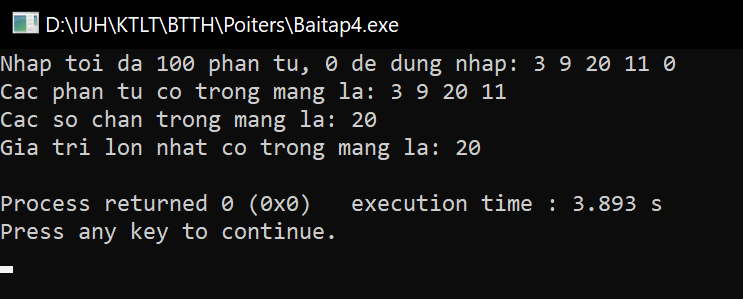 D:\IUH\KTLT\BTTH\Poiters\Baitap4.exe
Nhap toi da 100 phan tu, 0 de dung nhap: 3 9 20 11 0
Cac phan tu co trong mang la: 3 9 20 11
Cac so chan trong mang la: 20
Gia tri lon nhat co trong mang la: 20
Process returned 0 (0x0)   execution time : 3.893 s
Press any key to continue.